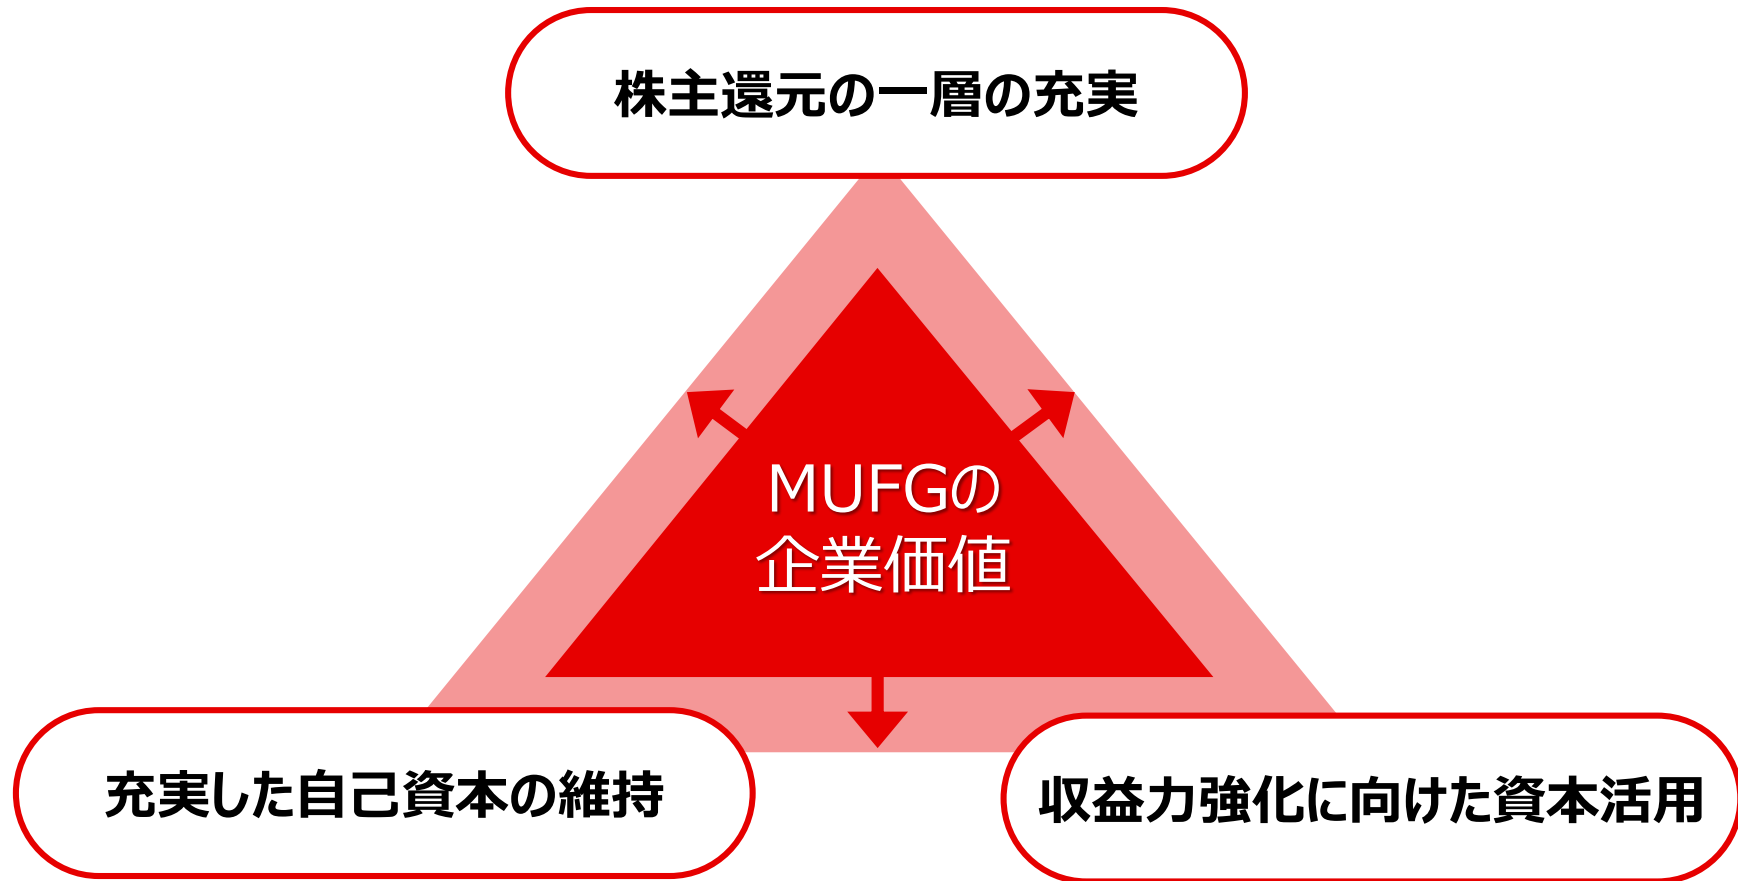 株主還元の一層の充実
MUFGの
企業価値
充実した自己資本の維持
収益力強化に向けた資本活用